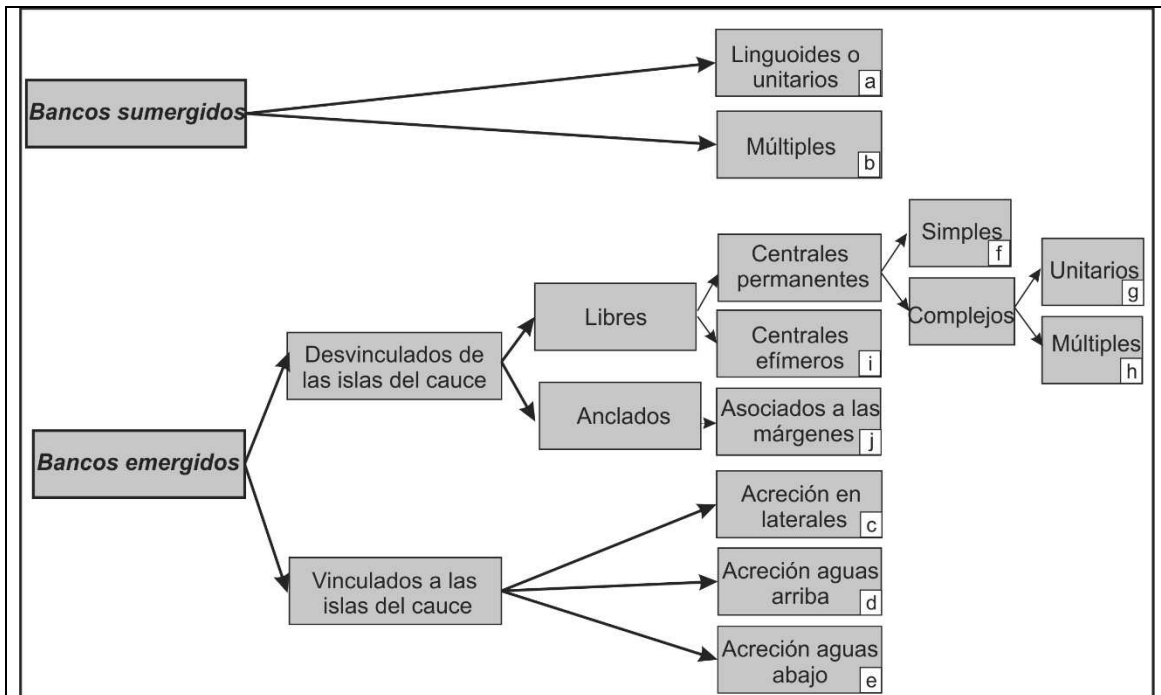 Bancos sumergidos
Linguoides o
unitarios
a
Múltiples
b
Bancos emergidos
Desvinculados de
las islas del cauce
Libres
Centrales
permanentes
Simples
f
Complejos
Unitarios
g
Múltiples
h
Centrales
efímeros
i
Anclados
Asociados a las
márgenes
j
Vinculados a las
islas del cauce
Acreción en
laterales
c
Acreción aguas
arriba
d
Acreción aguas
abajo
e